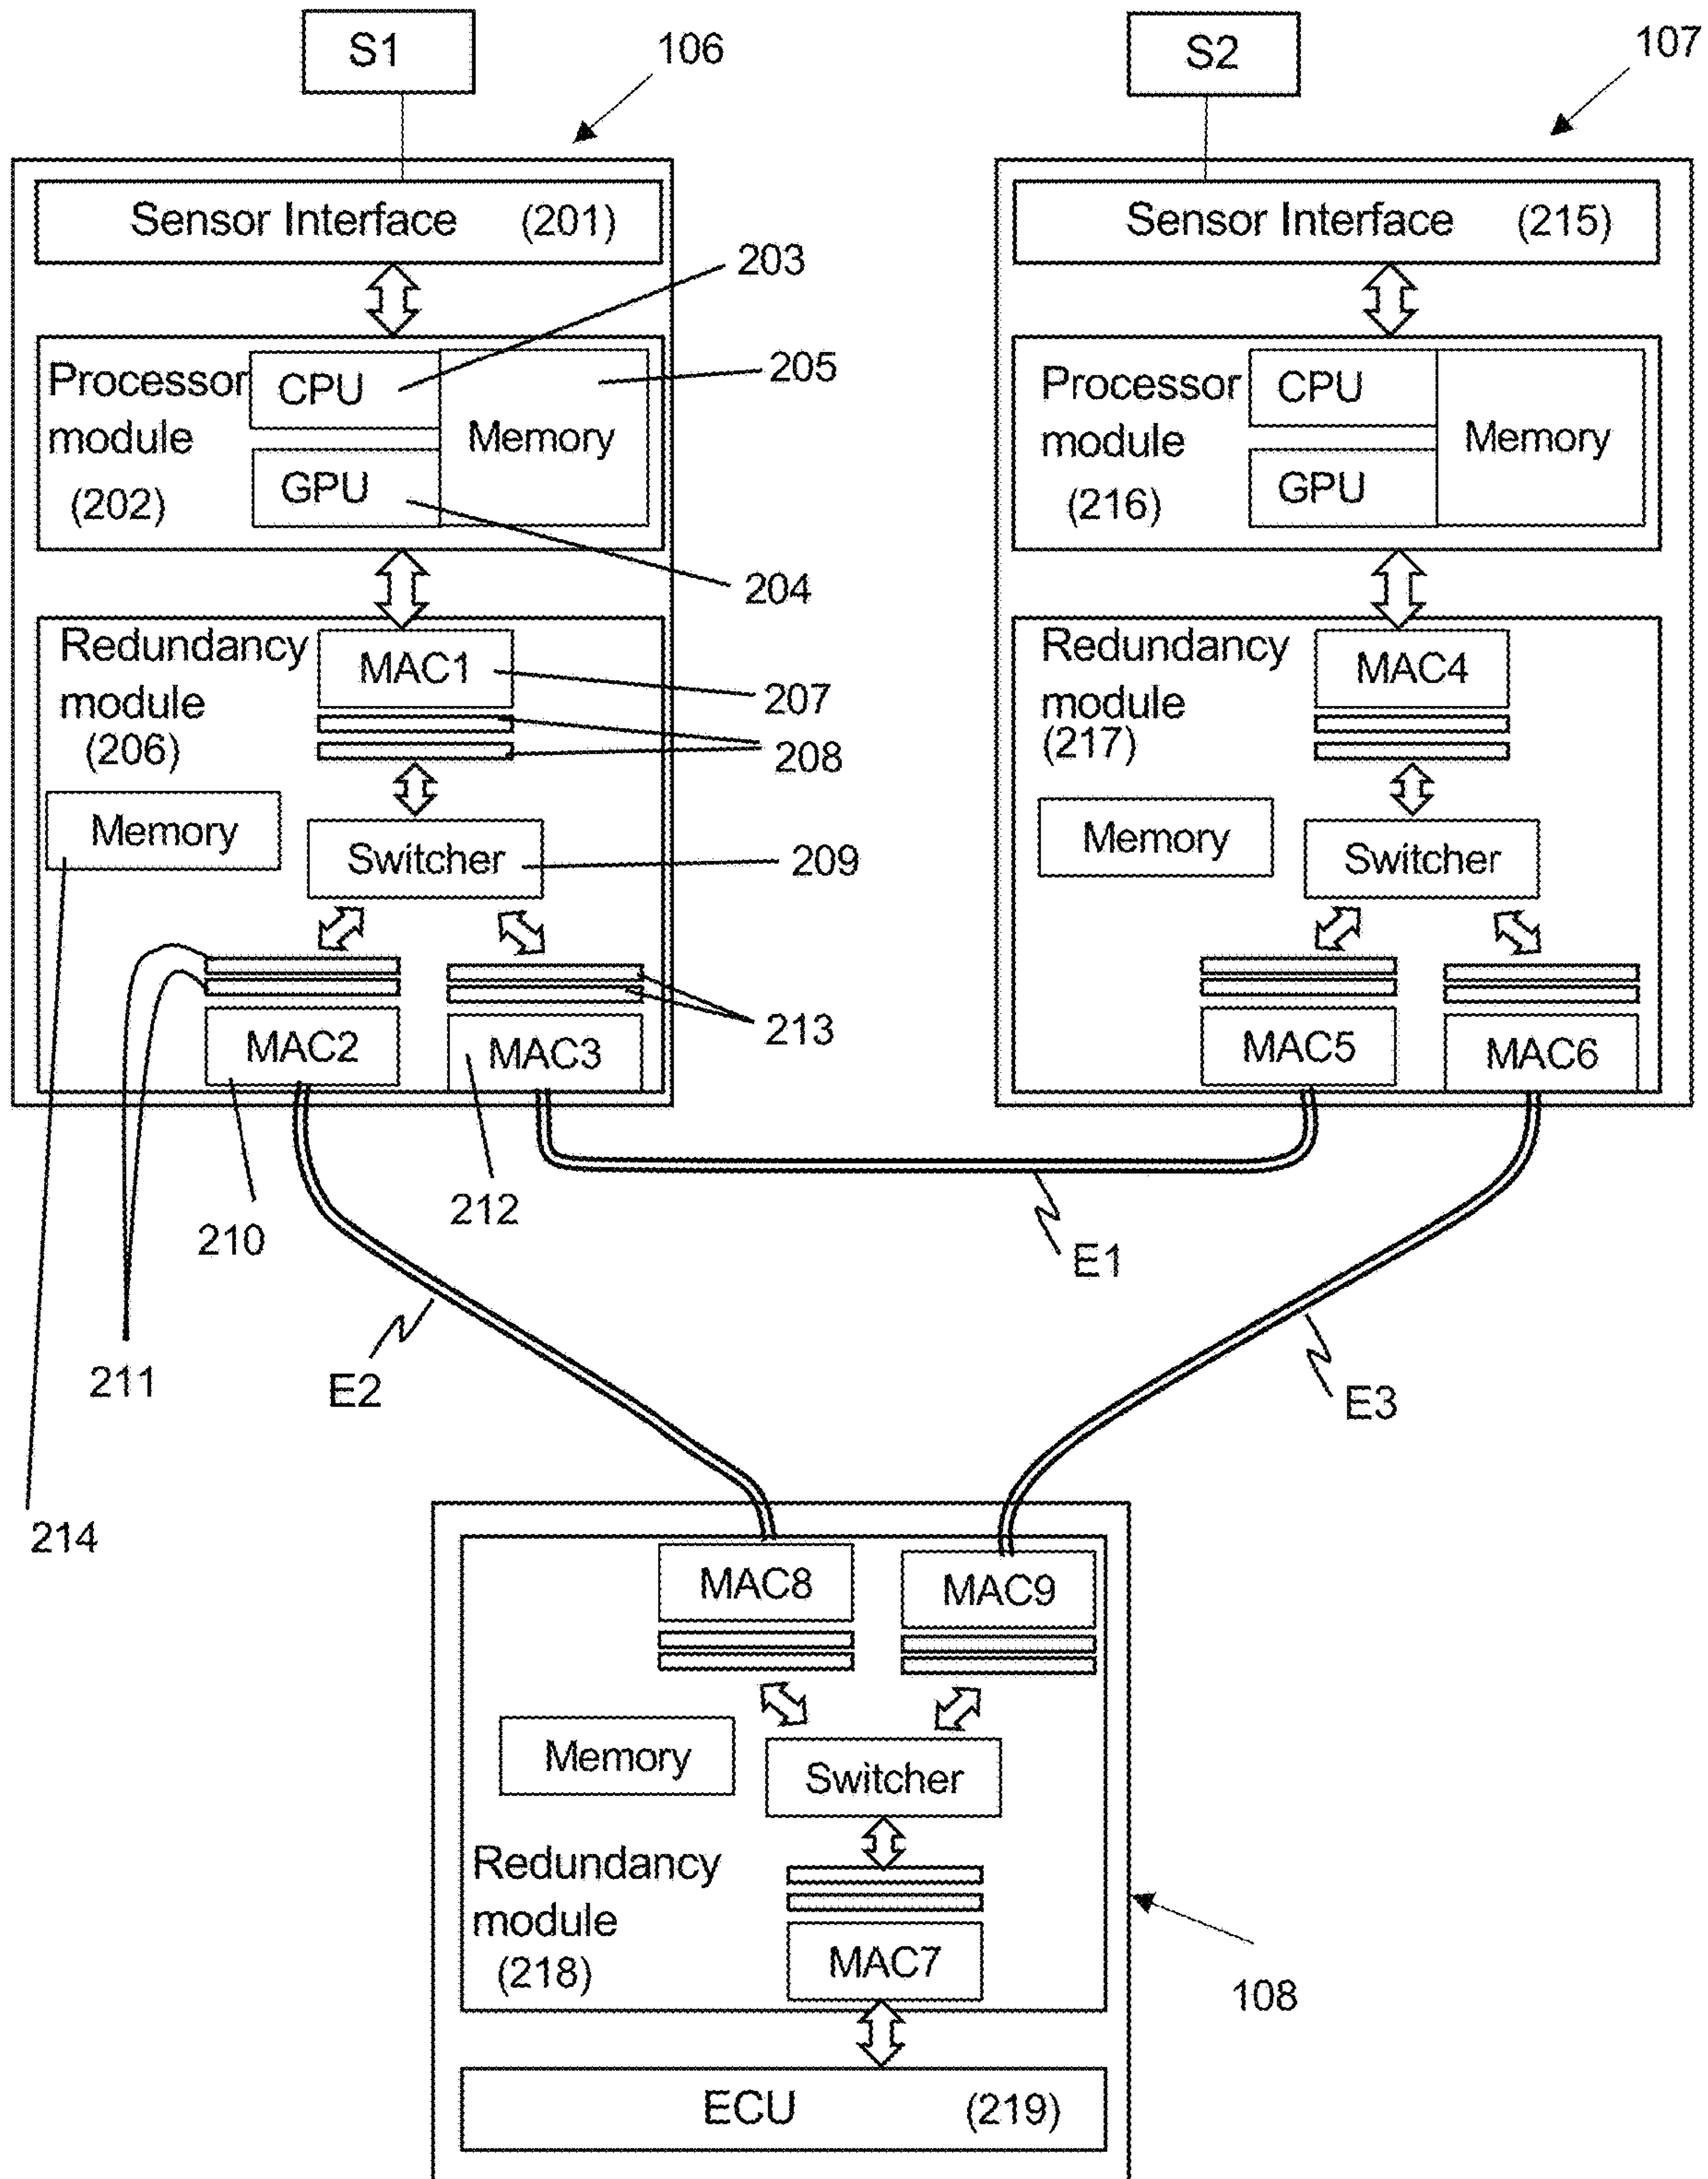 S1
106
S2
107
Sensor Interface (201)
203
Processor
module
(202)
CPU
GPU
Memory
205
204
Redundancy
module
(206)
MAC1
207
208
Memory
Switcher
209
MAC2
MAC3
213
210
212
211
214
Sensor Interface (215)
Processor
module
(216)
CPU
GPU
Memory
Redundancy
module
(217)
MAC4
Memory
Switcher
MAC5
MAC6
E1
E2
E3
MAC8
MAC9
Memory
Switcher
Redundancy
module
(218)
MAC7
108
ECU (219)